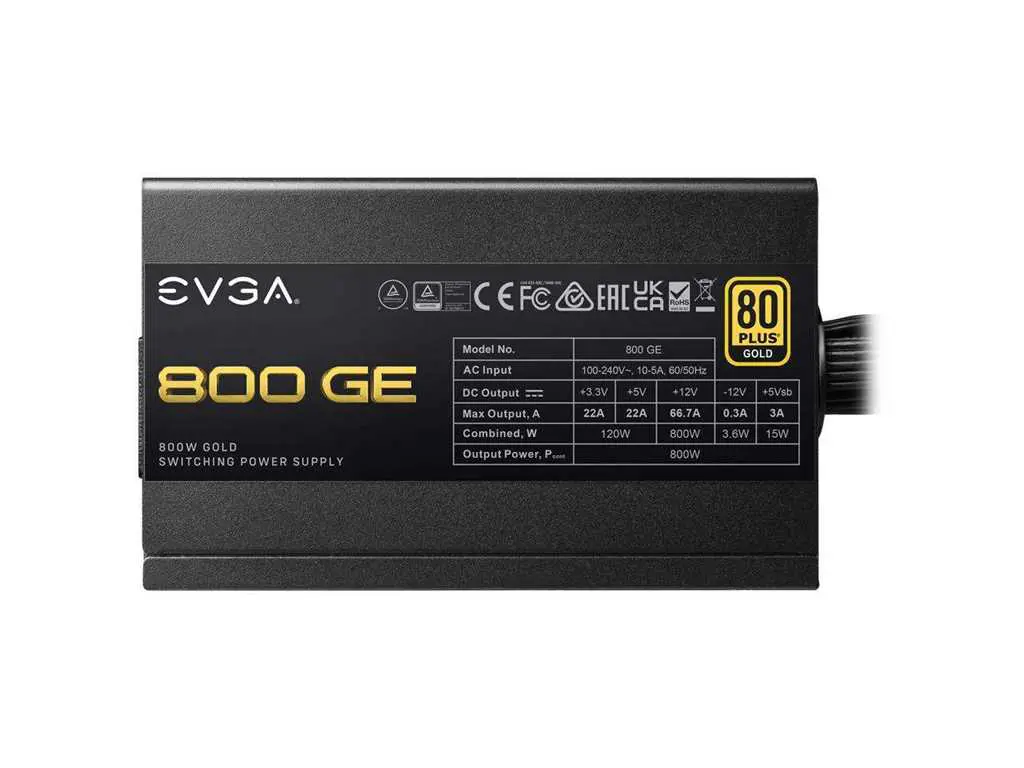 EVGA®
CE FC EAC UKCA
RoHS
80
PLUS®
GOLD
800 GE
800W GOLD
SWITCHING POWER SUPPLY
Model No. 800 GE
AC Input 100-240V~, 10-5A, 60/50Hz
DC Output +3.3V +5V +12V -12V +5Vsb
Max Output, A 22A 22A 66.7A 0.3A 3A
Combined, W 120W 800W 3.6W 15W
Output Power, Pcont 800W